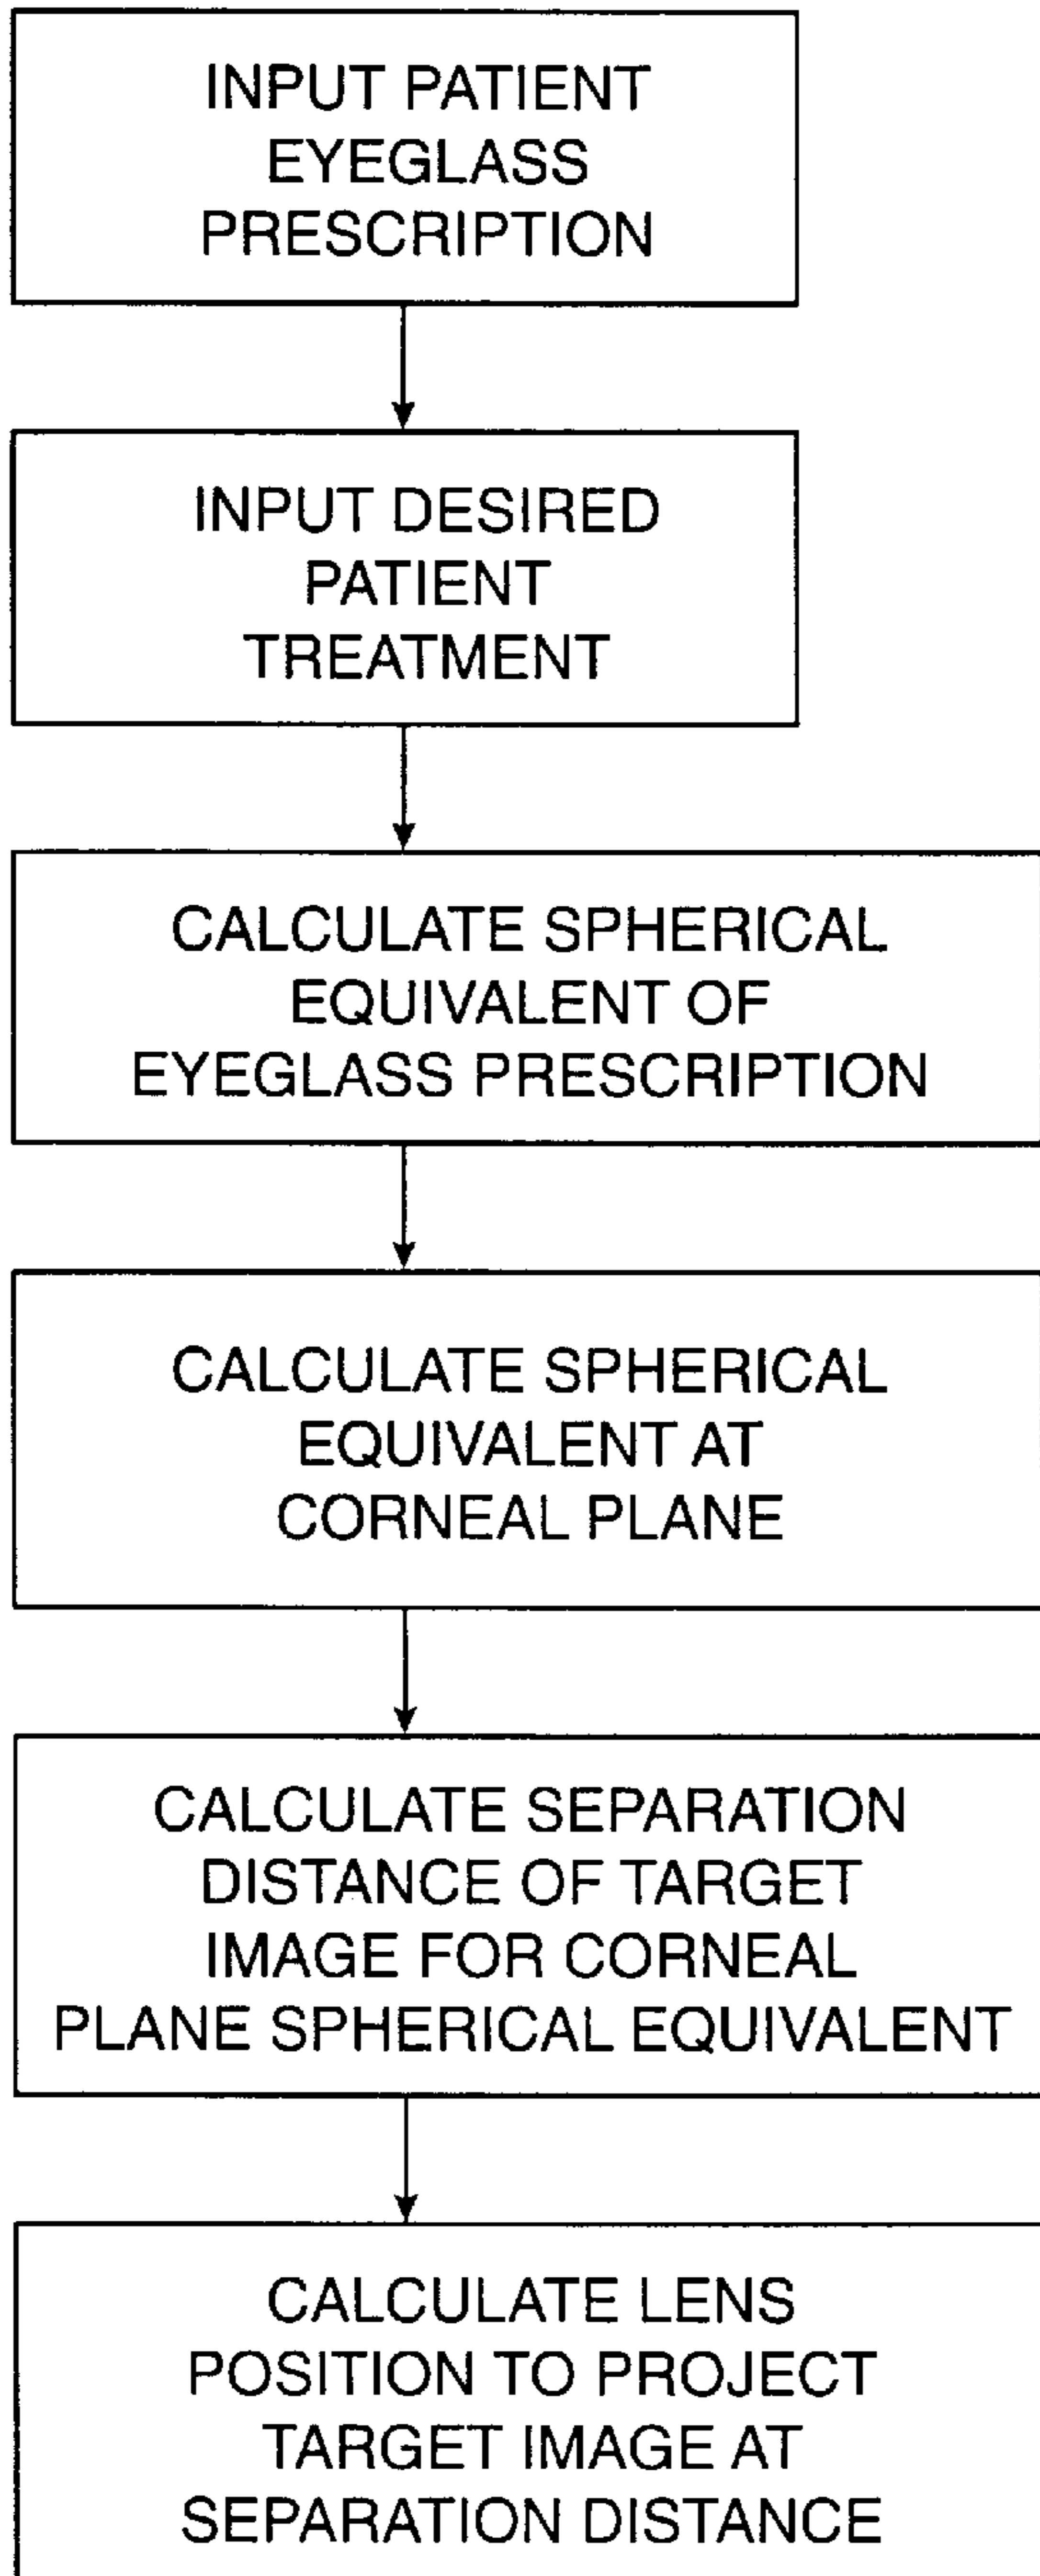 INPUT PATIENT
EYEGLASS
PRESCRIPTION
INPUT DESIRED
PATIENT
TREATMENT
CALCULATE SPHERICAL
EQUIVALENT OF
EYEGLASS PRESCRIPTION
CALCULATE SPHERICAL
EQUIVALENT AT
CORNEAL PLANE
CALCULATE SEPARATION
DISTANCE OF TARGET
IMAGE FOR CORNEAL
PLANE SPHERICAL EQUIVALENT
CALCULATE LENS
POSITION TO PROJECT
TARGET IMAGE AT
SEPARATION DISTANCE